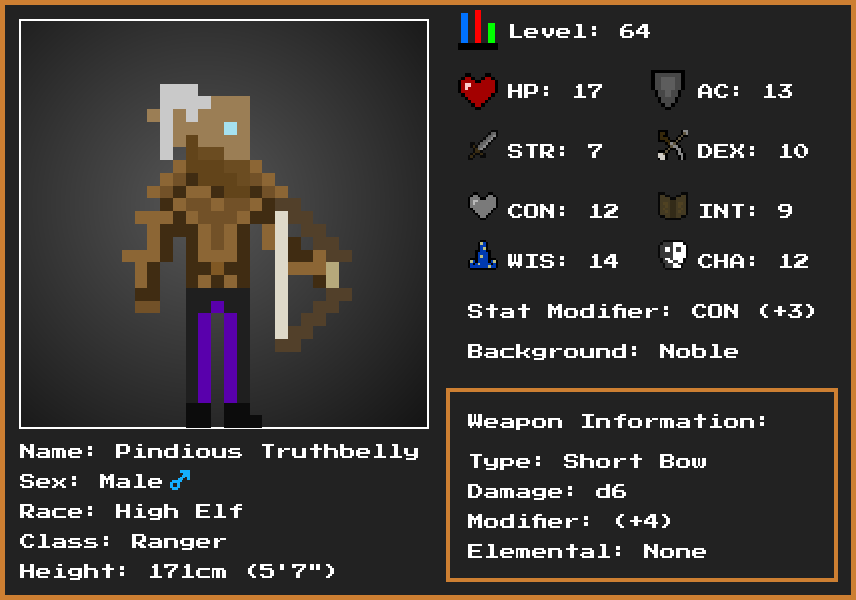 Level: 64
HP: 17
AC: 13
STR: 7
DEX: 10
CON: 12
INT: 9
WIS: 14
CHA: 12
Stat Modifier: CON (+3)
Background: Noble
Weapon Information:
Type: Short Bow
Damage: d6
Modifier: (+4)
Elemental: None
Name: Pindious Truthbelly
Sex: Male ♂
Race: High Elf
Class: Ranger
Height: 171cm (5'7")